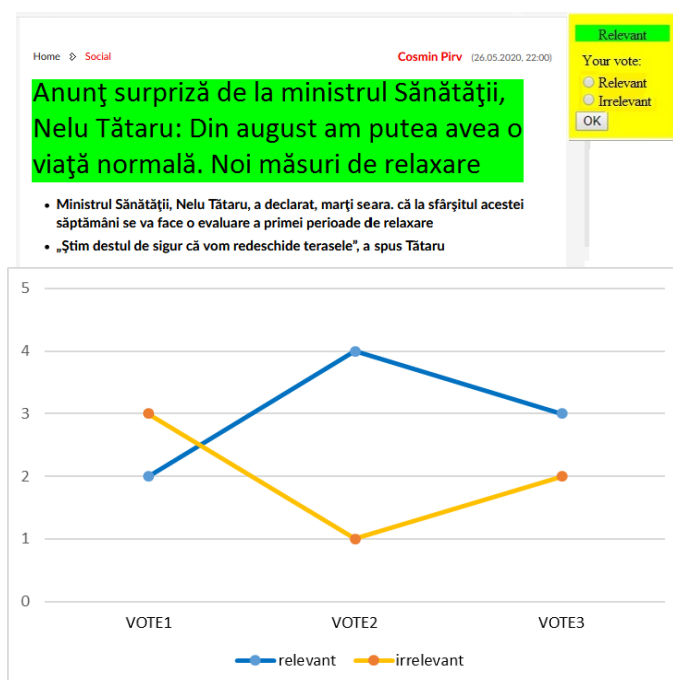 Home Social Cosmin Pirv (26.05.2020, 22:00)
Anunţ surpriză de la ministrul Sănătăţii,
Nelu Tătaru: Din august am putea avea o
viaţă normală. Noi măsuri de relaxare
• Ministrul Sănătăţii, Nelu Tătaru, a declarat, marţi seara. că la sfârşitul acestei
săptămâni se va face o evaluare a primei perioade de relaxare
• „Ştim destul de sigur că vom redeschide terasele”, a spus Tătaru
Relevant
Your vote:
Relevant
Irrelevant
OK
5
4
3
2
1
0
VOTE1 VOTE2 VOTE3
relevant irrelevant